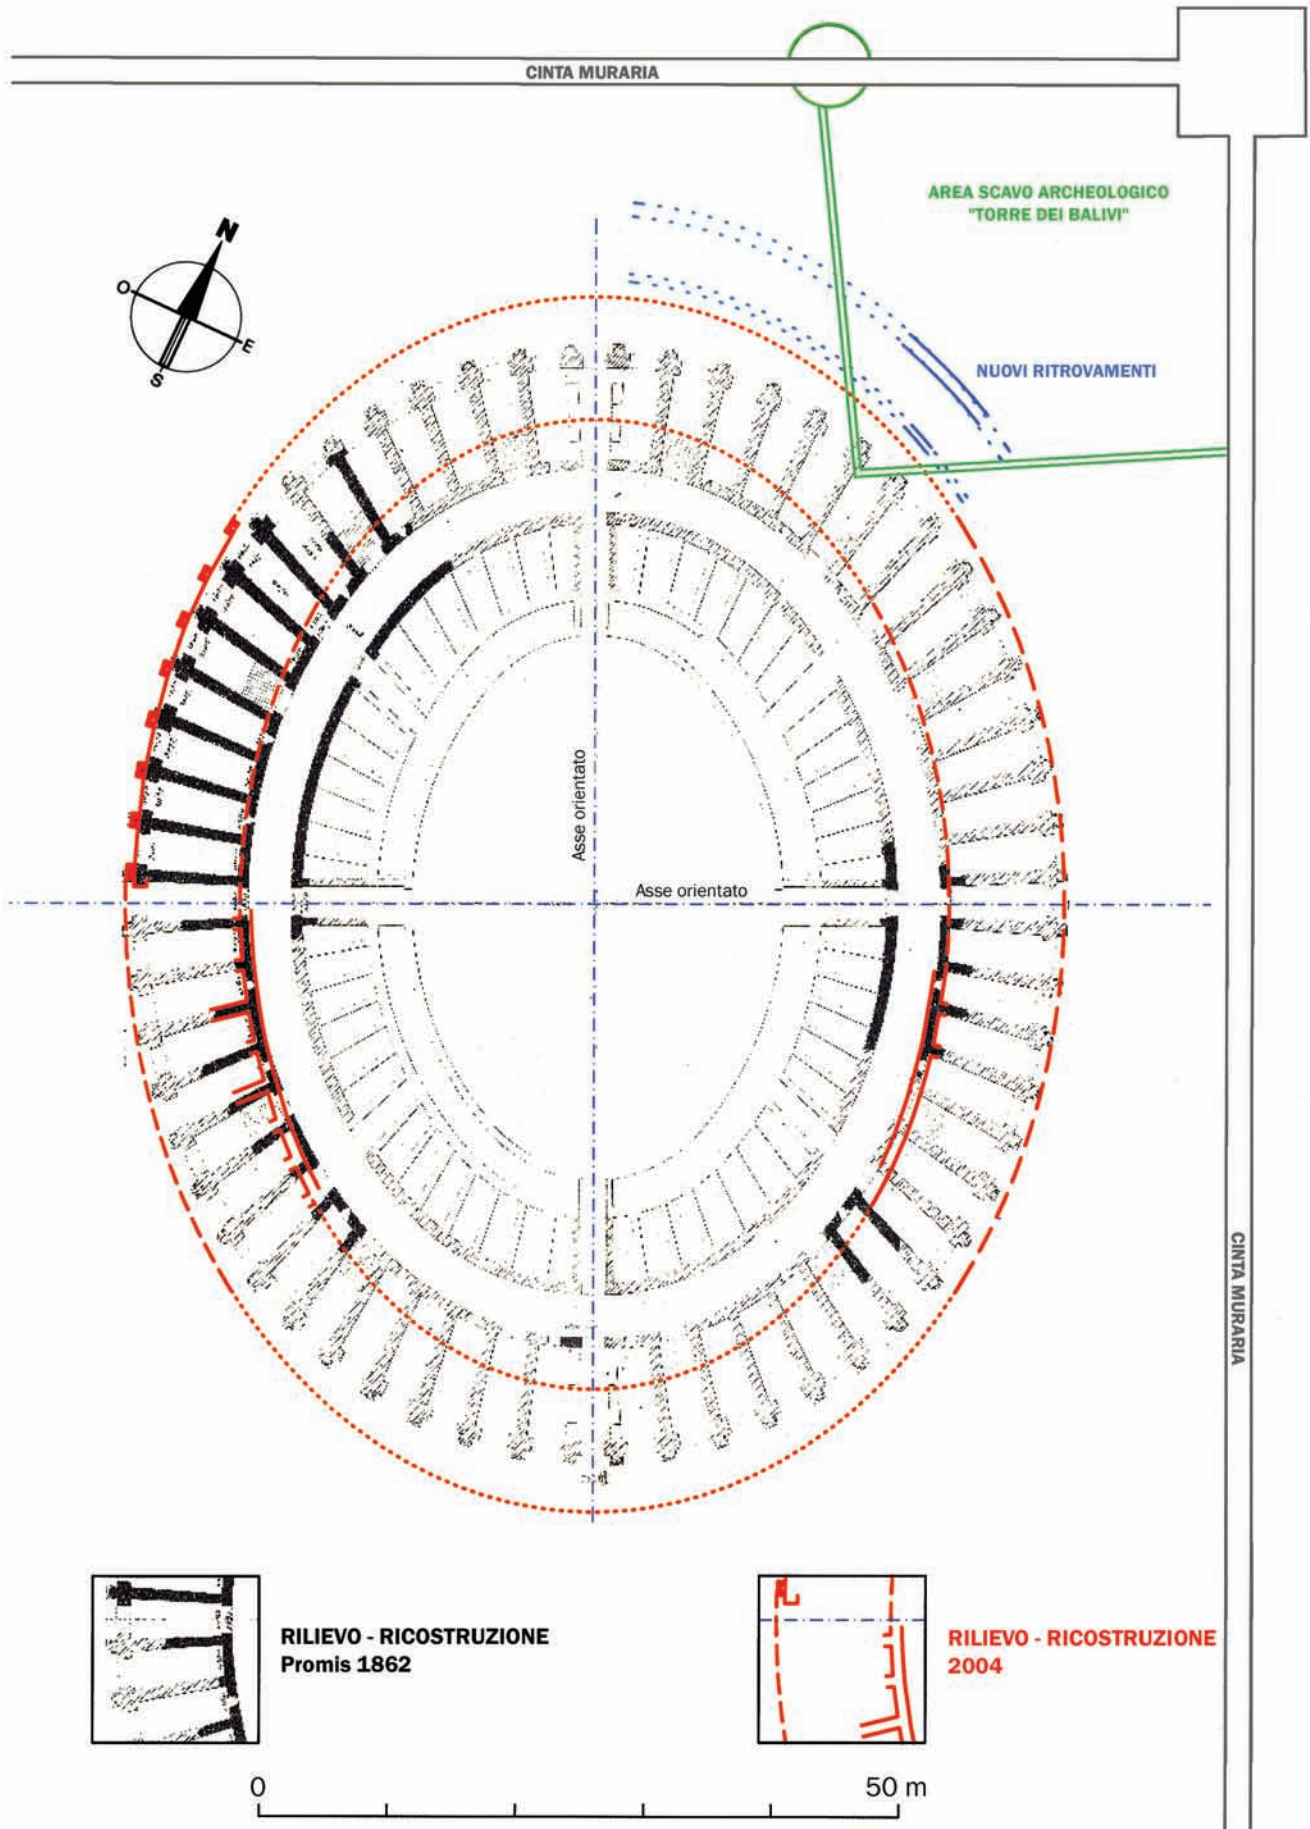 CINTA MURARIA
AREA SCAVO ARCHEOLOGICO
"TORRE DEI BALIVI"
N
O
E
S
NUOVI RITROVAMENTI
Asse orientato
Asse orientato
CINTA MURARIA
RILIEVO - RICOSTRUZIONE
Promis 1862
RILIEVO - RICOSTRUZIONE
2004
0
50 m